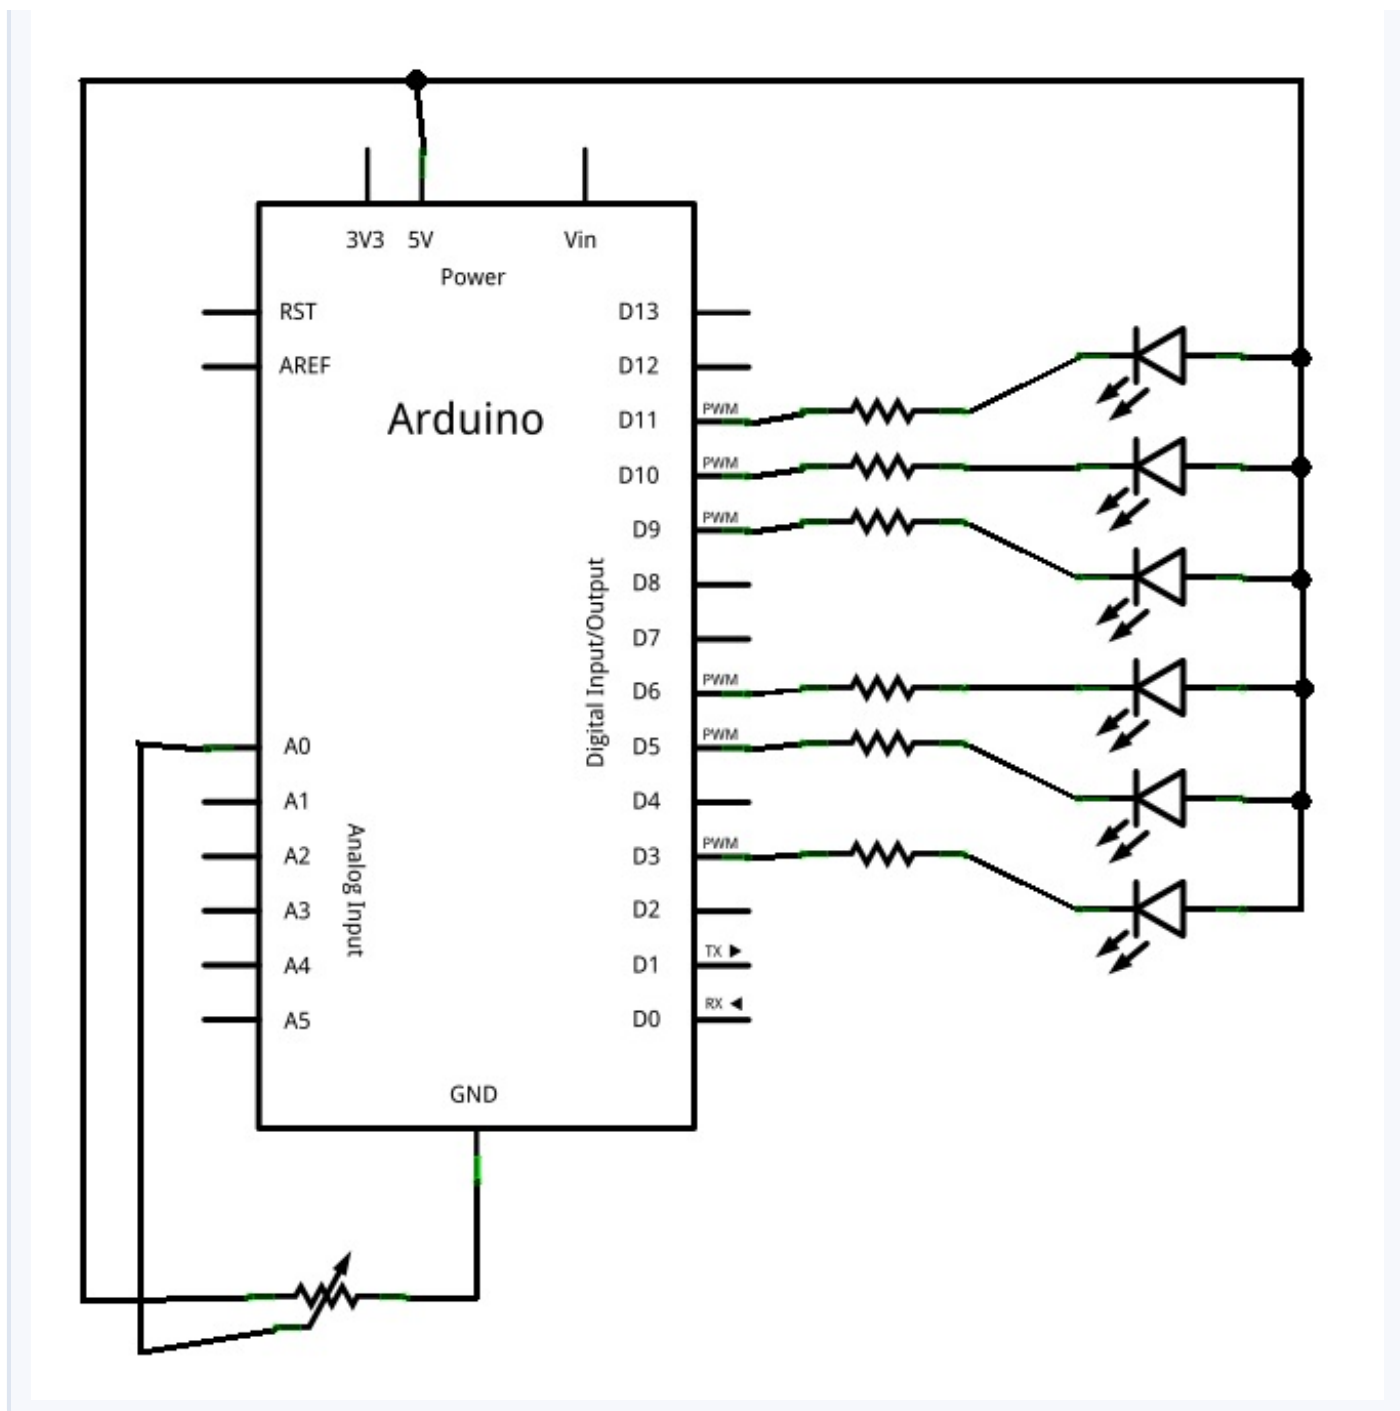 3V3 5V Vin
Power
RST D13
AREF D12
Arduino
PWM
D11
PWM
D10
PWM
D9
D8
Digital Input/Output
D7
PWM
D6
PWM
A0 D5
A1 D4
PWM
A2 D3
Analog Input
A3 D2
TX
A4 D1
RX
A5 D0
GND